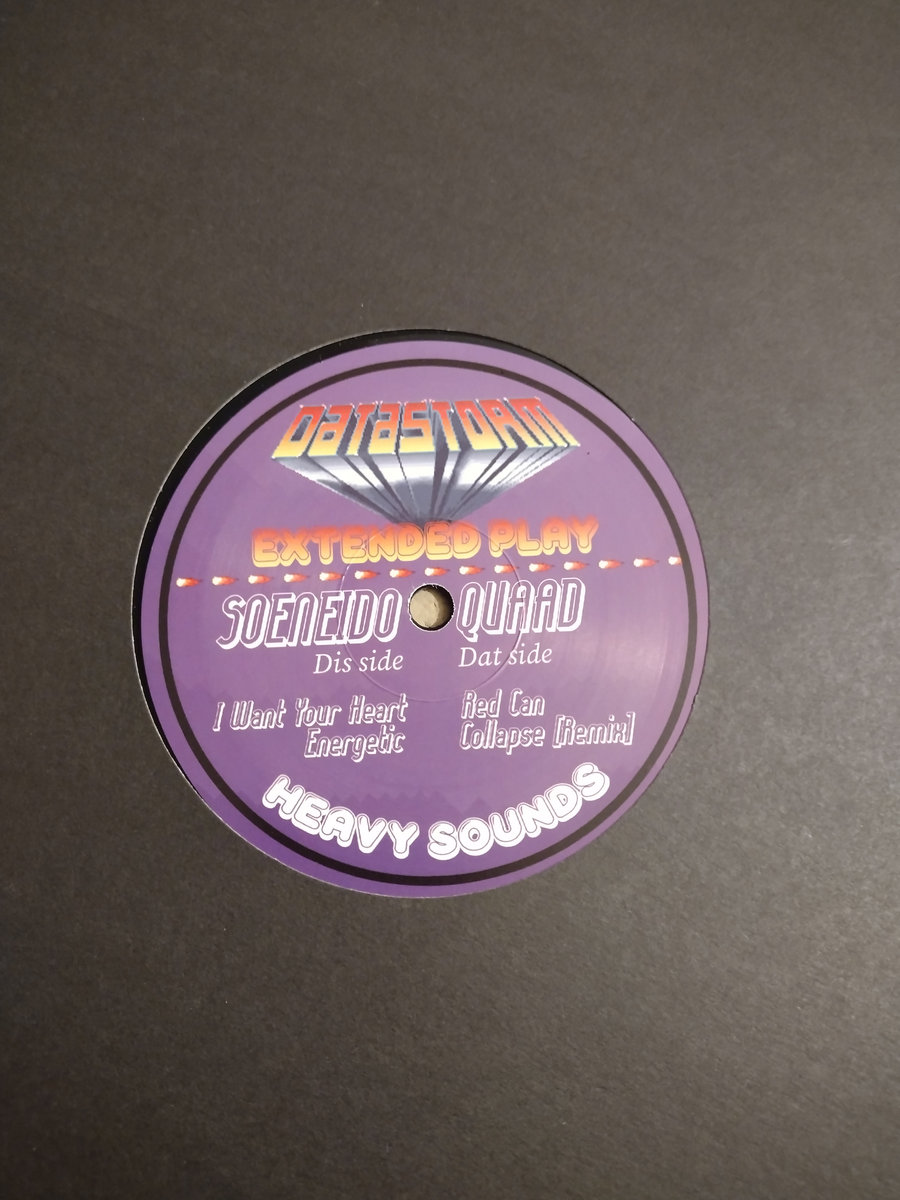 DaTaSTORM
EXTENDED PLAY
SOENEIDO
Dis side
I Want Your Heart
Energetic
QUAAD
Dat side
Red Can
Collapse [Remix]
HEAVY SOUNDS